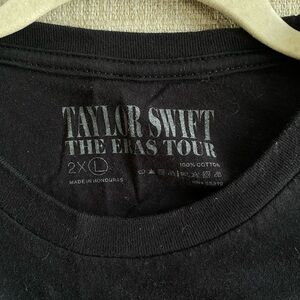 TAYLOR SWIFT
THE ERAS TOUR
2X L 100% COTTON
MADE IN HONDURAS